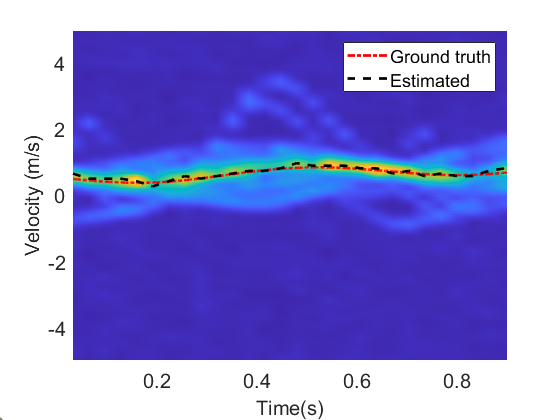 Ground truth
Estimated
4
2
0
-2
-4
Velocity (m/s)
0.2 0.4 0.6 0.8
Time(s)